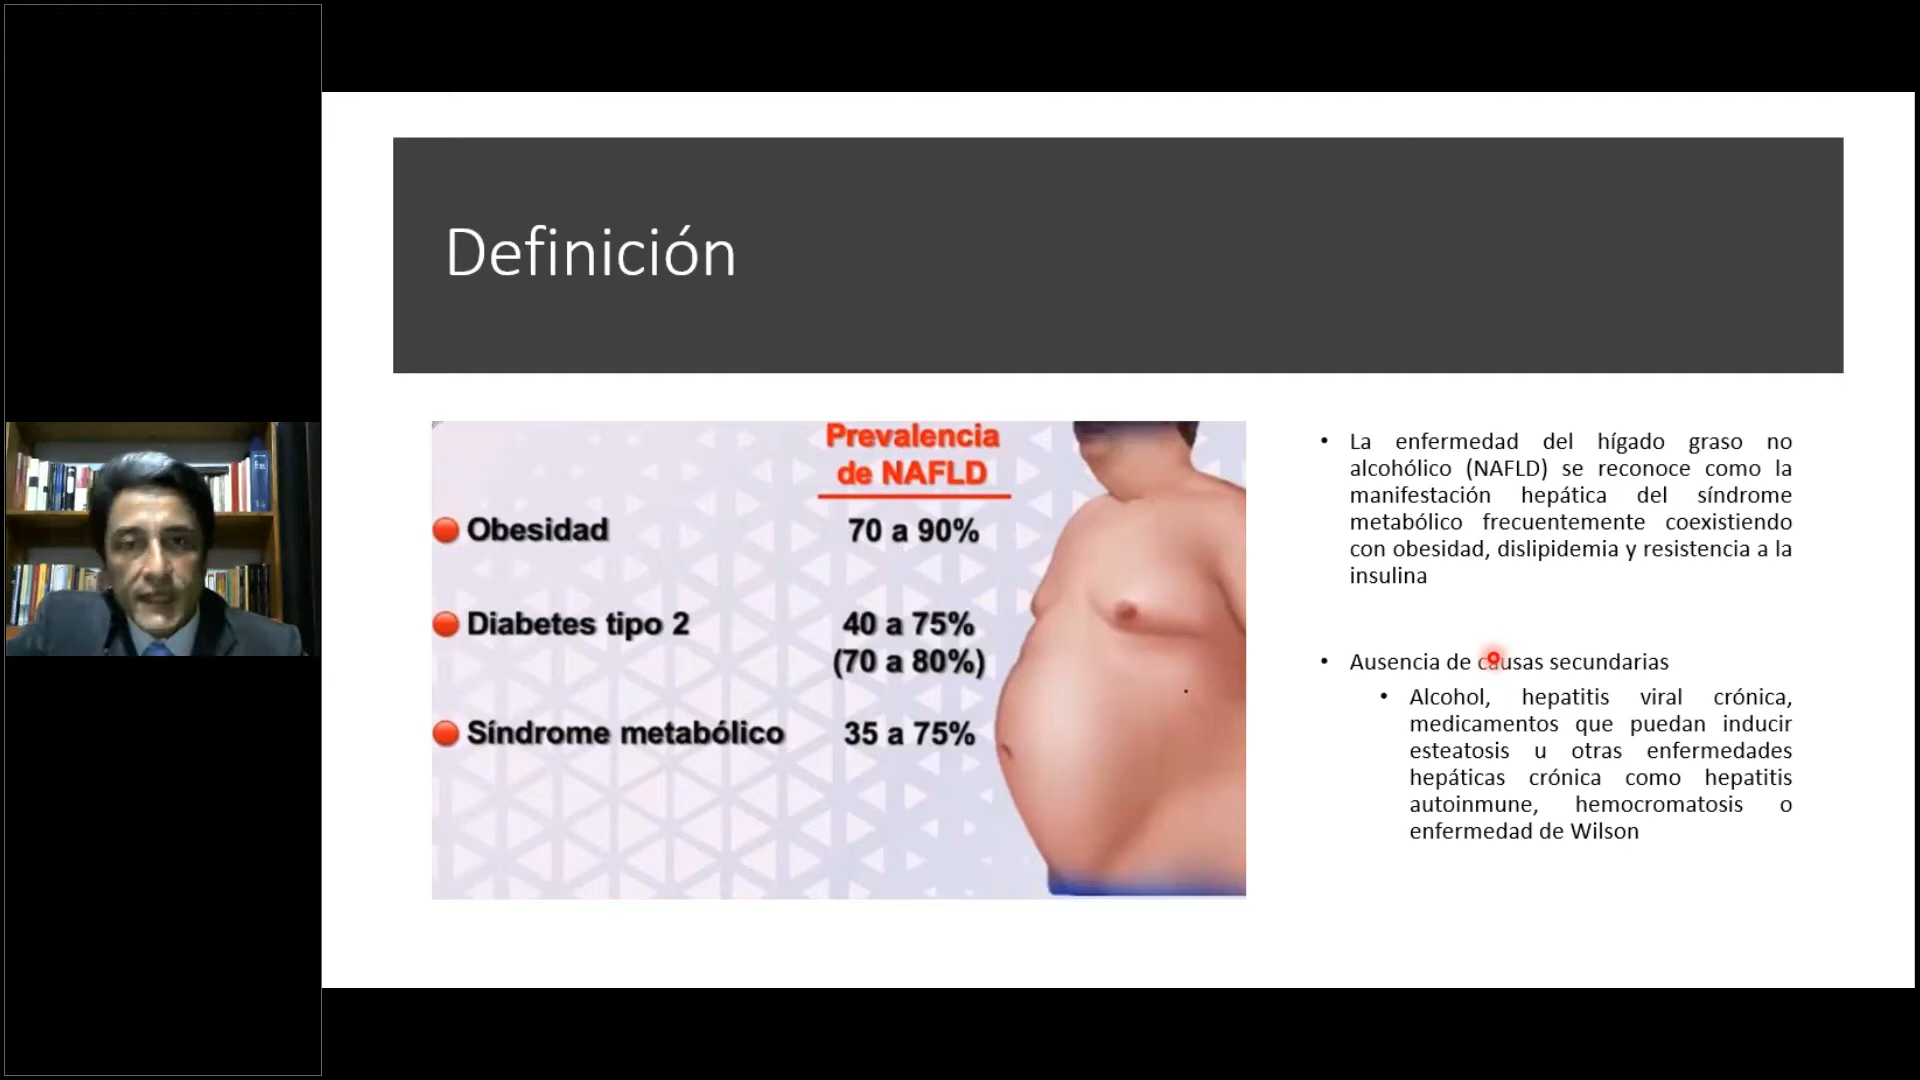 Definición
Prevalencia
de NAFLD
Obesidad 70 a 90%
Diabetes tipo 2 40 a 75%
(70 a 80%)
Síndrome metabólico 35 a 75%
• La enfermedad del hígado graso no
alcohólico (NAFLD) se reconoce como la
manifestación hepática del síndrome
metabólico frecuentemente coexistiendo
con obesidad, dislipidemia y resistencia a la
insulina
• Ausencia de causas secundarias
• Alcohol, hepatitis viral crónica,
medicamentos que puedan inducir
esteatosis u otras enfermedades
hepáticas crónica como hepatitis
autoinmune, hemocromatosis o
enfermedad de Wilson